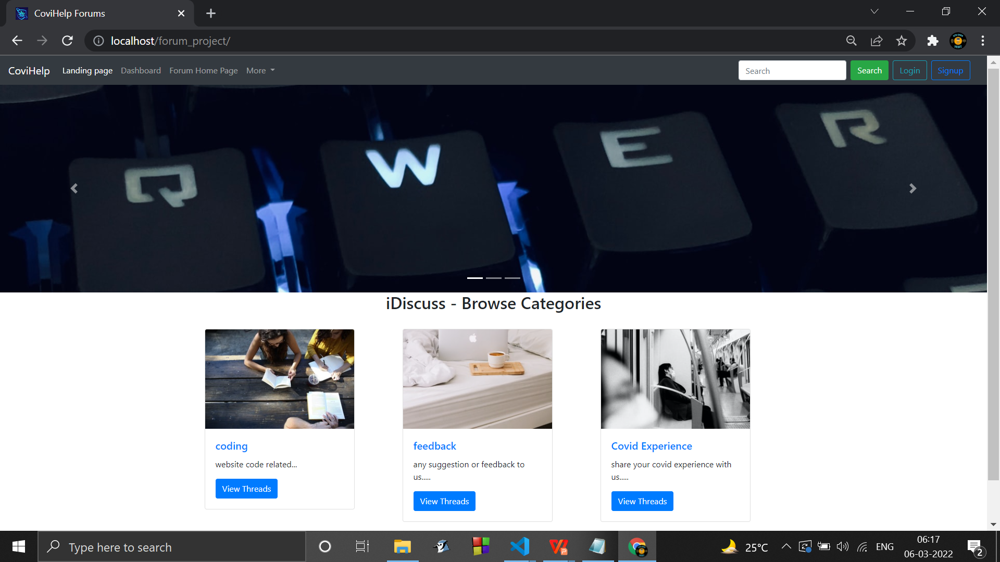 CoviHelp Forums
localhost/forum_project/
CoviHelp Landing page Dashboard Forum Home Page More Search Search Login Signup
Q W E R
iDiscuss - Browse Categories
coding
website code related...
View Threads
feedback
any suggestion or feedback to
us.....
View Threads
Covid Experience
share your covid experience with
us.....
View Threads
Type here to search
25°C
ENG
06:17
06-03-2022
2